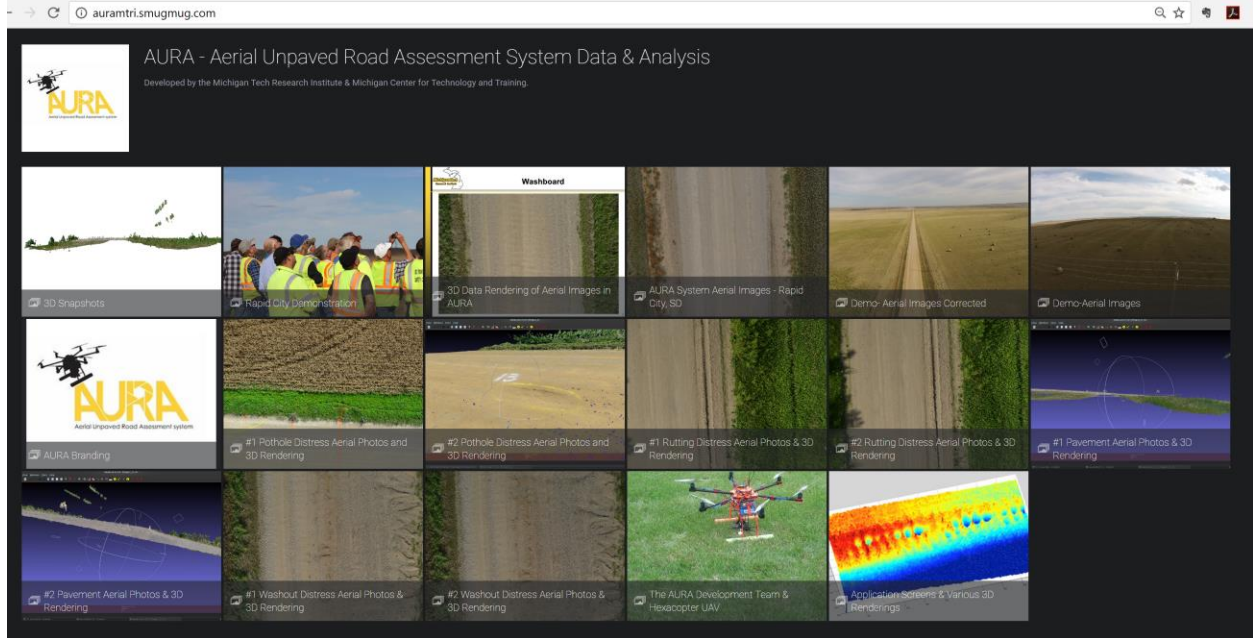 auramtri.smugmug.com
AURA - Aerial Unpaved Road Assessment System Data & Analysis
Developed by the Michigan Tech Research Institute & Michigan Center for Technology and Training.
AURA
Aerial Unpaved Road Assessment system
3D Snapshots
Rapid City Demonstration
Washboard
3D Data Rendering of Aerial Images in
AURA
AURA System Aerial Images - Rapid
City, SD
Demo- Aerial Images Corrected
Demo-Aerial Images
AURA
Aerial Unpaved Road Assessment system
AURA Branding
#1 Pothole Distress Aerial Photos and
3D Rendering
#2 Pothole Distress Aerial Photos and
3D Rendering
#1 Rutting Distress Aerial Photos & 3D
Rendering
#2 Rutting Distress Aerial Photos & 3D
Rendering
#1 Pavement Aerial Photos & 3D
Rendering
#2 Pavement Aerial Photos & 3D
Rendering
#1 Washout Distress Aerial Photos &
3D Rendering
#2 Washout Distress Aerial Photos &
3D Rendering
The AURA Development Team &
Hexacopter UAV
Application Screens & Various 3D
Renderings